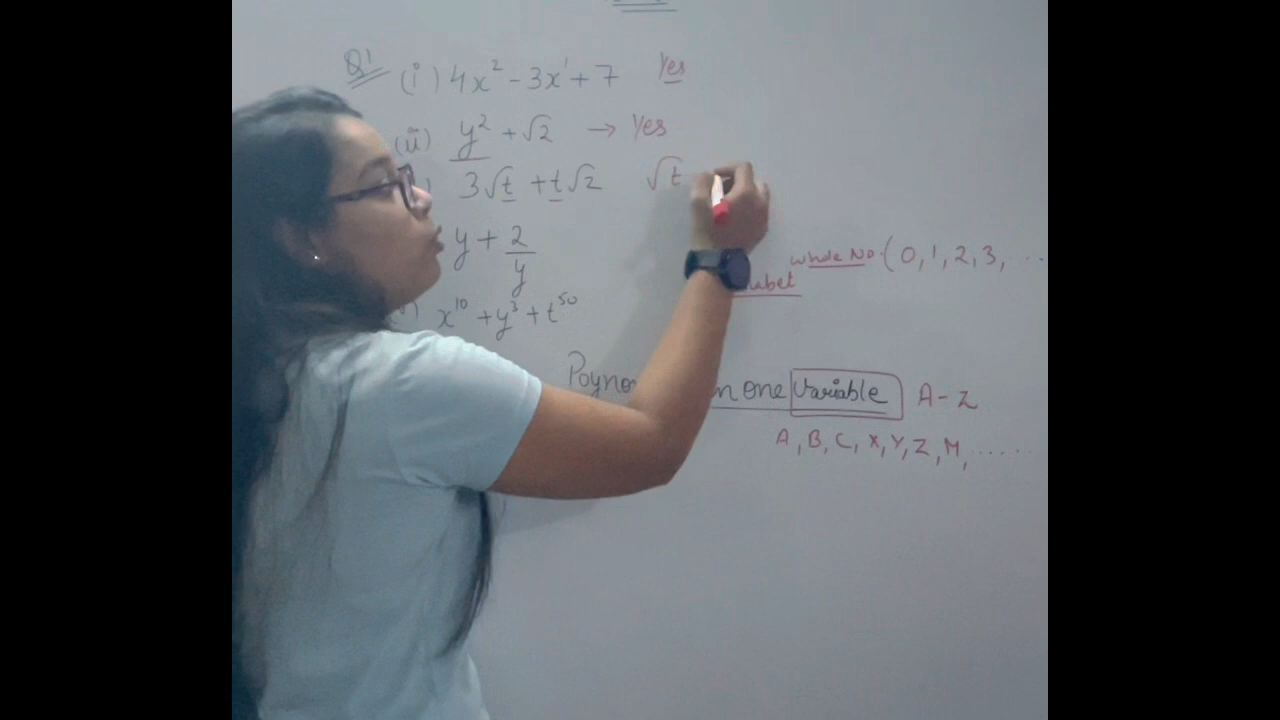 Q1 (i) 4x² - 3x¹ + 7 Yes
(ii) y² + √2 → Yes
3√t + t√2 √t
y + 2/y
x¹⁰ + y³ + t⁵⁰
whole No. (0, 1, 2, 3, ...
one Variable A - Z
A, B, C, X, Y, Z, M, .....